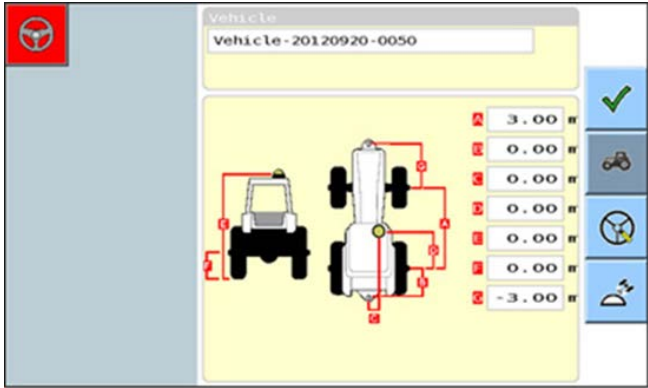 Vehicle
Vehicle-20120920-0050
A 3.00 m
B 0.00 m
C 0.00 m
D 0.00 m
E 0.00 m
F 0.00 m
G -3.00 m
G
E
A
D
F
B
C